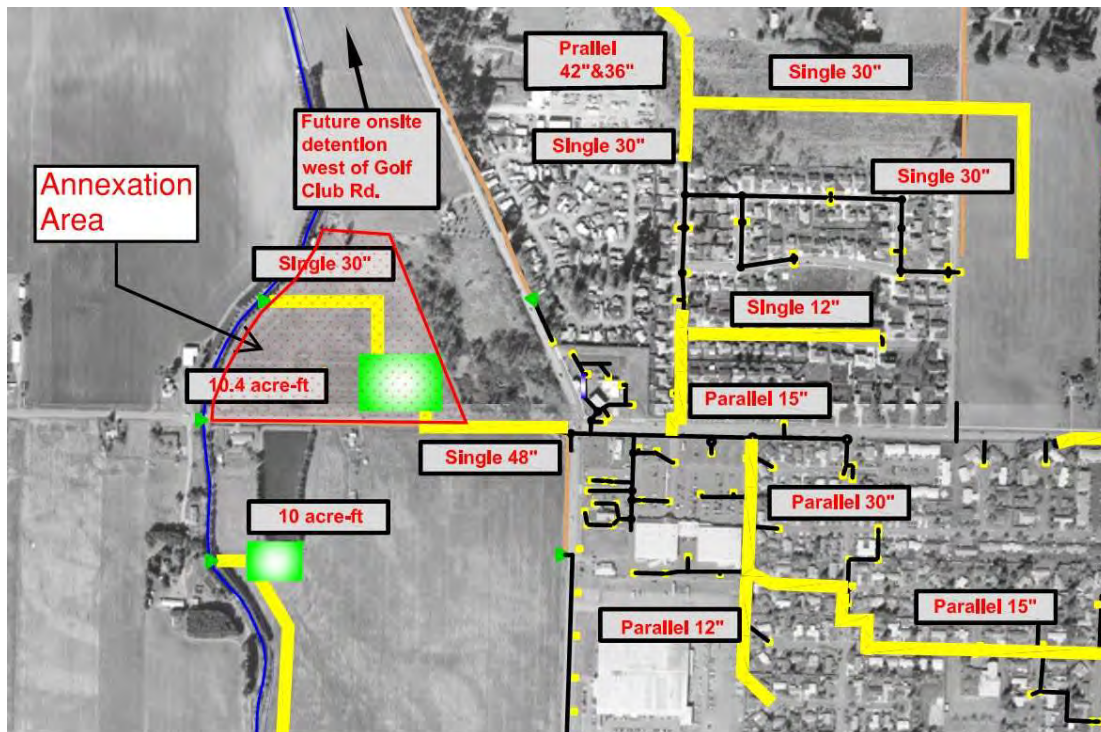 Prallel
42"&36"
Single 30"
Future onsite
detention
west of Golf
Club Rd.
SIngle 30"
Single 30"
Annexation
Area
SIngle 30"
SIngle 12"
10.4 acre-ft
Parallel 15"
Single 48"
Parallel 30"
10 acre-ft
Parallel 15"
Parallel 12"